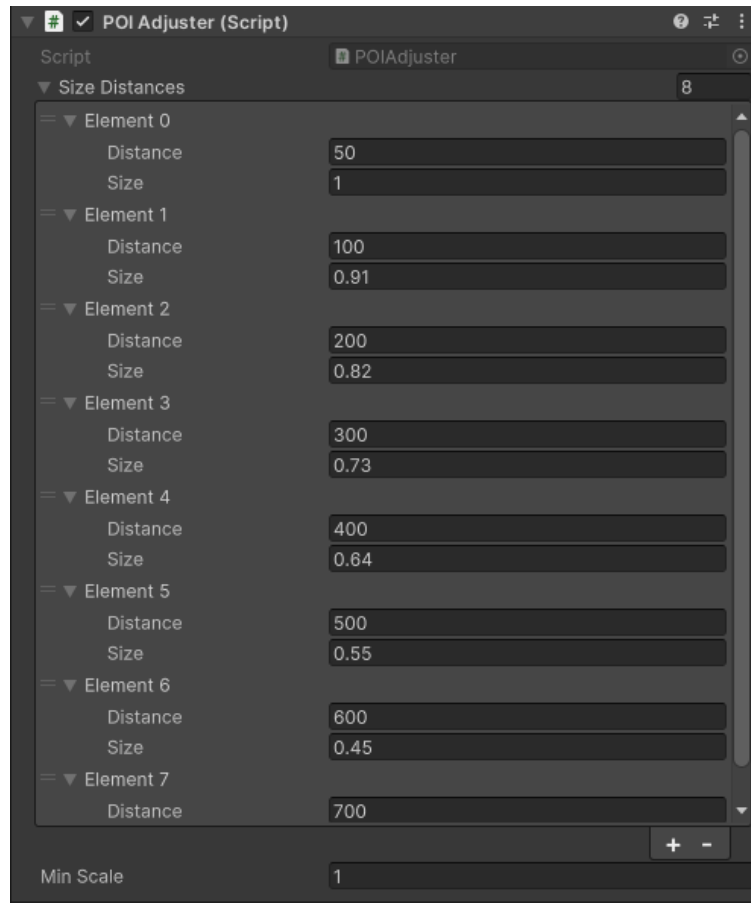 POI Adjuster (Script)
Script POIAdjuster
Size Distances 8
Element 0
Distance 50
Size 1
Element 1
Distance 100
Size 0.91
Element 2
Distance 200
Size 0.82
Element 3
Distance 300
Size 0.73
Element 4
Distance 400
Size 0.64
Element 5
Distance 500
Size 0.55
Element 6
Distance 600
Size 0.45
Element 7
Distance 700
+ -
Min Scale 1